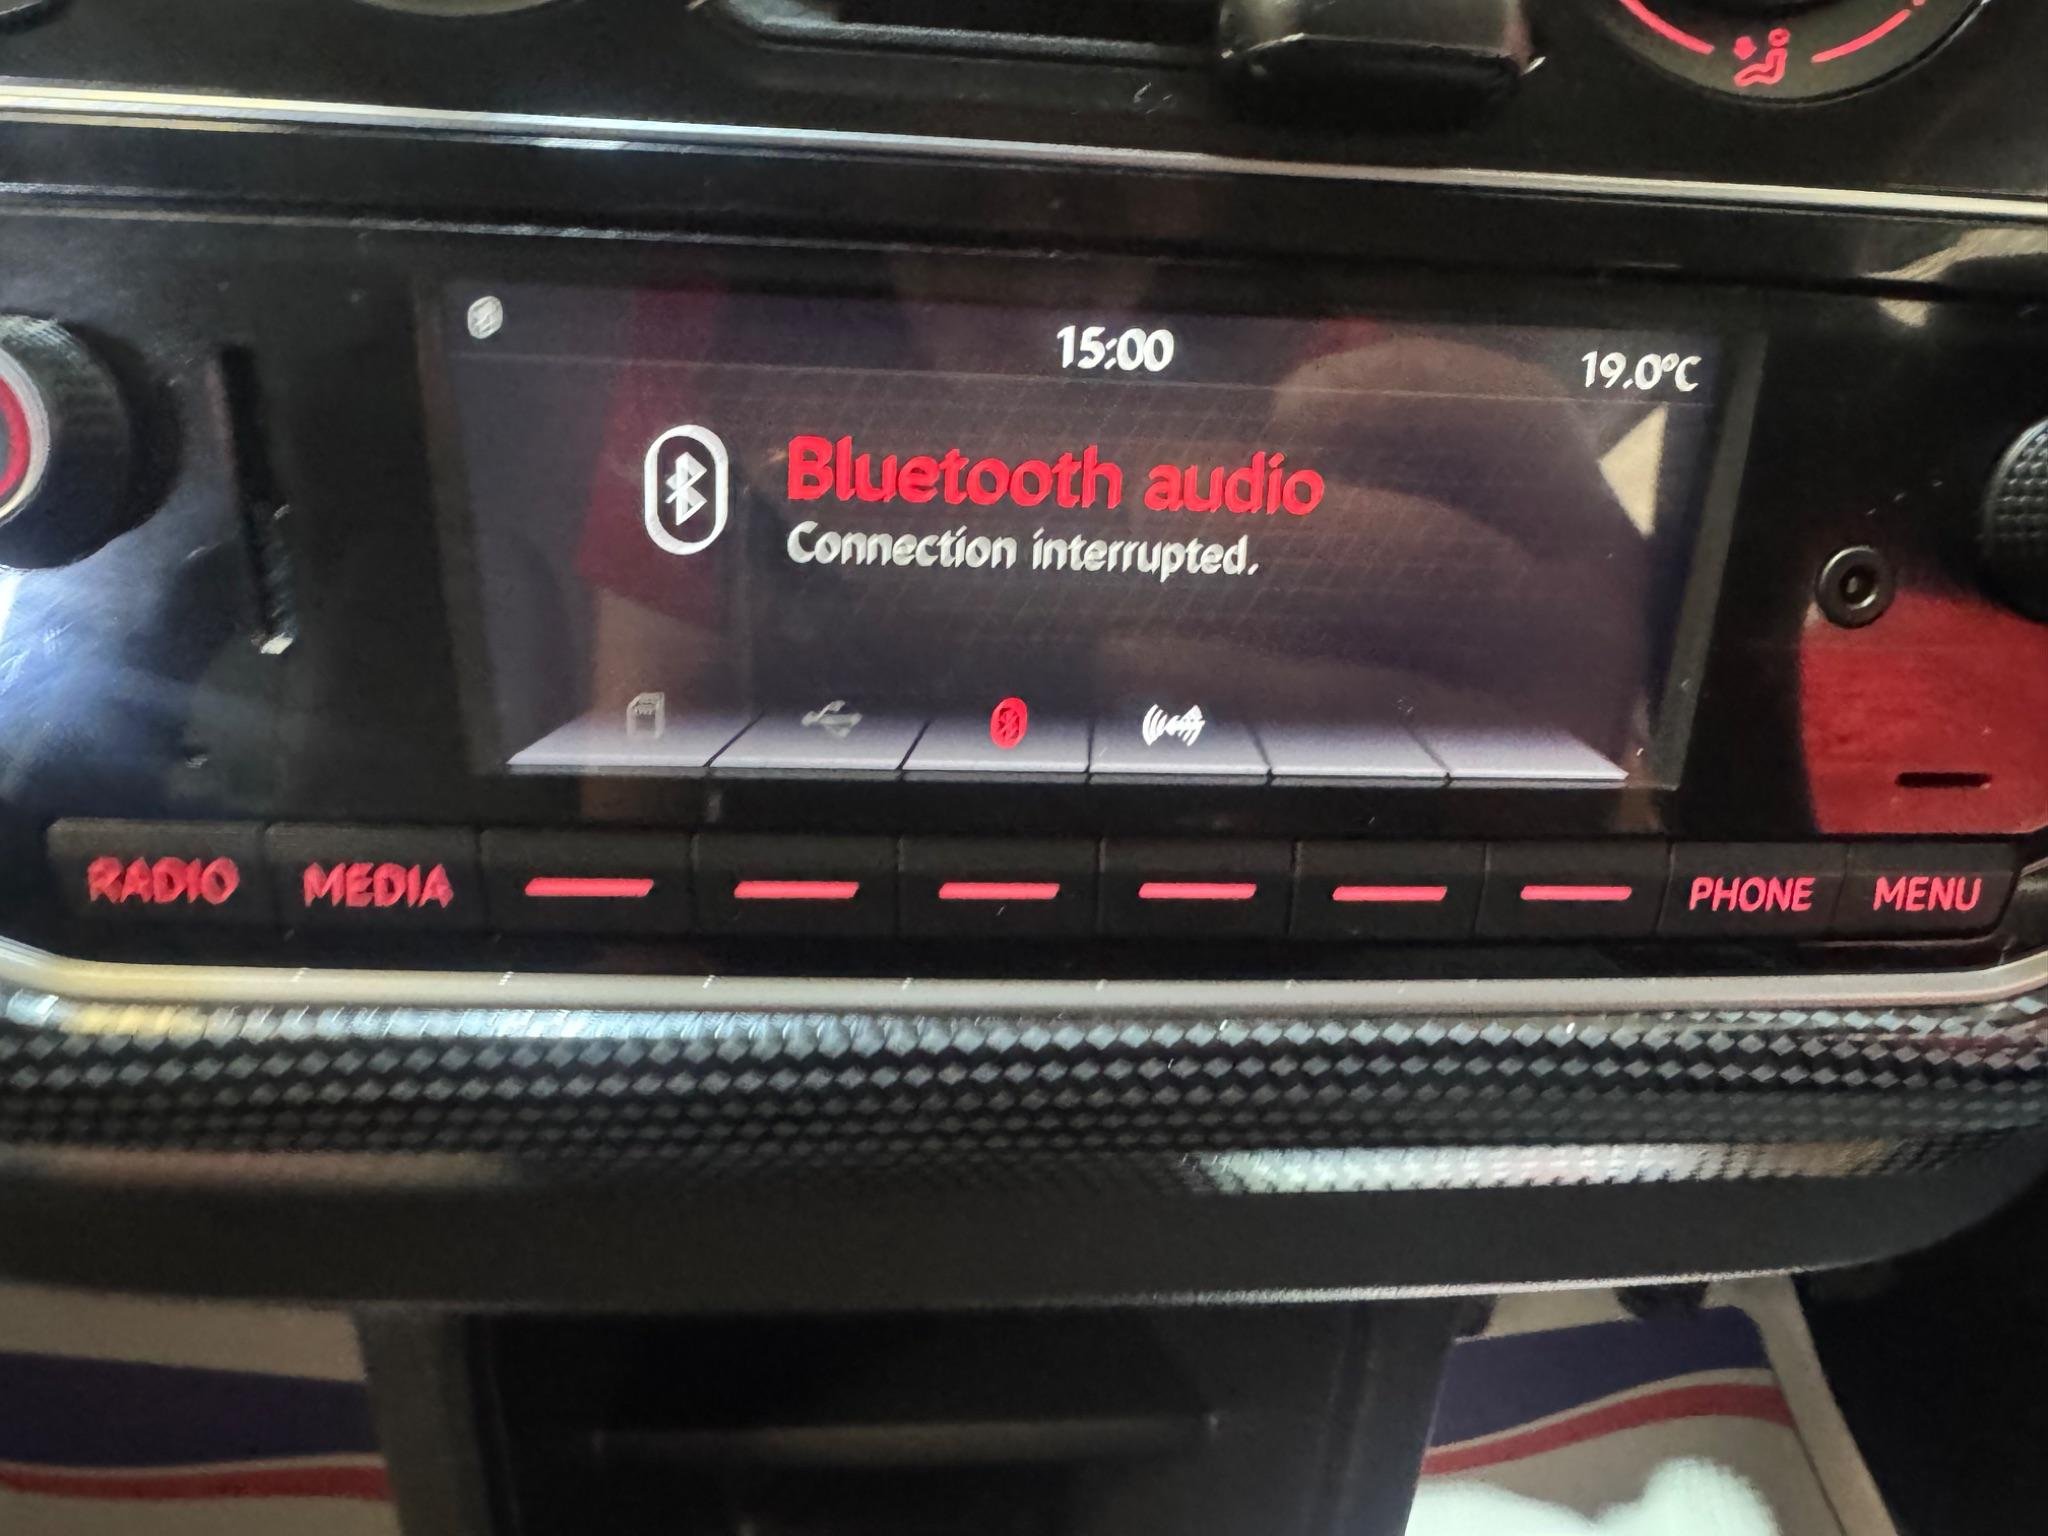 15:00
19.0°C
Bluetooth audio
Connection interrupted.
RADIO MEDIA PHONE MENU